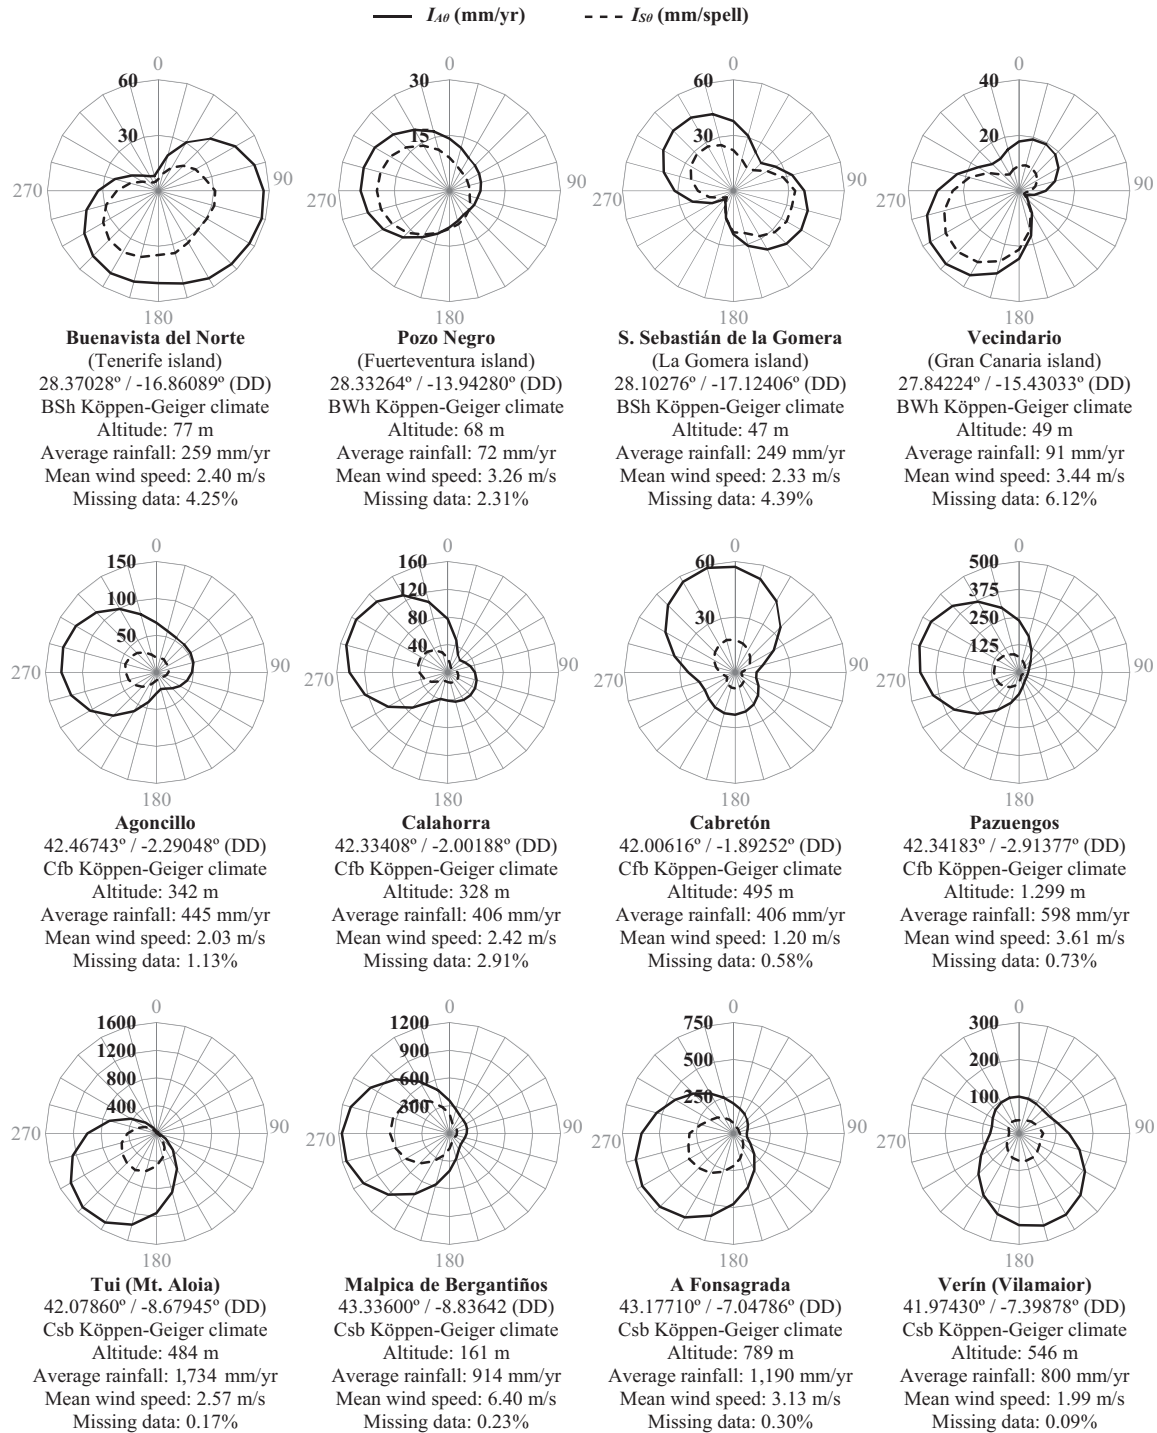 I_Aθ (mm/yr) I_Sθ (mm/spell)
0 0 0 0
60 30 60 40
30 15 30 20
270 90 270 90 270 90 270 90
180 180 180 180
Buenavista del Norte Pozo Negro S. Sebastián de la Gomera Vecindario
(Tenerife island) (Fuerteventura island) (La Gomera island) (Gran Canaria island)
28.37028º / -16.86089º (DD) 28.33264º / -13.94280º (DD) 28.10276º / -17.12406º (DD) 27.84224º / -15.43033º (DD)
BSh Köppen-Geiger climate BWh Köppen-Geiger climate BSh Köppen-Geiger climate BWh Köppen-Geiger climate
Altitude: 77 m Altitude: 68 m Altitude: 47 m Altitude: 49 m
Average rainfall: 259 mm/yr Average rainfall: 72 mm/yr Average rainfall: 249 mm/yr Average rainfall: 91 mm/yr
Mean wind speed: 2.40 m/s Mean wind speed: 3.26 m/s Mean wind speed: 2.33 m/s Mean wind speed: 3.44 m/s
Missing data: 4.25% Missing data: 2.31% Missing data: 4.39% Missing data: 6.12%
0 0 0 0
150 160 60 500
100 120 30 375
50 80 250
40 125
270 90 270 90 270 90 270 90
180 180 180 180
Agoncillo Calahorra Cabretón Pazuengos
42.46743º / -2.29048º (DD) 42.33408º / -2.00188º (DD) 42.00616º / -1.89252º (DD) 42.34183º / -2.91377º (DD)
Cfb Köppen-Geiger climate Cfb Köppen-Geiger climate Cfb Köppen-Geiger climate Cfb Köppen-Geiger climate
Altitude: 342 m Altitude: 328 m Altitude: 495 m Altitude: 1.299 m
Average rainfall: 445 mm/yr Average rainfall: 406 mm/yr Average rainfall: 406 mm/yr Average rainfall: 598 mm/yr
Mean wind speed: 2.03 m/s Mean wind speed: 2.42 m/s Mean wind speed: 1.20 m/s Mean wind speed: 3.61 m/s
Missing data: 1.13% Missing data: 2.91% Missing data: 0.58% Missing data: 0.73%
0 0 0 0
1600 1200 750 300
1200 900 500 200
800 600 250 100
400 300
270 90 270 90 270 90 270 90
180 180 180 180
Tui (Mt. Aloia) Malpica de Bergantiños A Fonsagrada Verín (Vilamaior)
42.07860º / -8.67945º (DD) 43.33600º / -8.83642 (DD) 43.17710º / -7.04786º (DD) 41.97430º / -7.39878º (DD)
Csb Köppen-Geiger climate Csb Köppen-Geiger climate Csb Köppen-Geiger climate Csb Köppen-Geiger climate
Altitude: 484 m Altitude: 161 m Altitude: 789 m Altitude: 546 m
Average rainfall: 1,734 mm/yr Average rainfall: 914 mm/yr Average rainfall: 1,190 mm/yr Average rainfall: 800 mm/yr
Mean wind speed: 2.57 m/s Mean wind speed: 6.40 m/s Mean wind speed: 3.13 m/s Mean wind speed: 1.99 m/s
Missing data: 0.17% Missing data: 0.23% Missing data: 0.30% Missing data: 0.09%